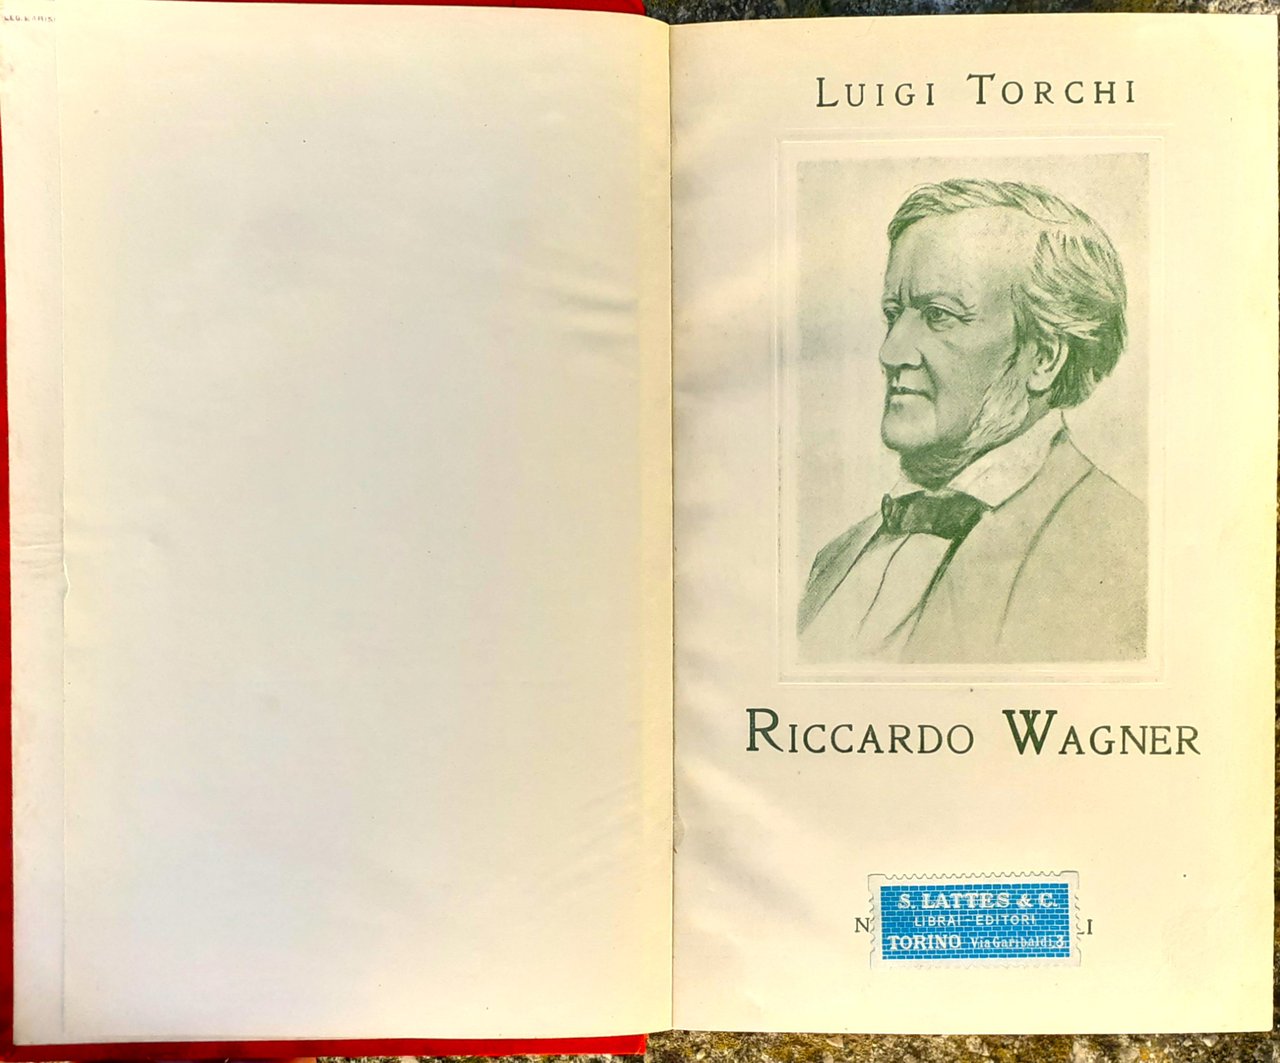 LUIGI TORCHI
RICCARDO WAGNER
S. LATTES & C.
LIBRAI-EDITORI
TORINO Via Garibaldi, 3